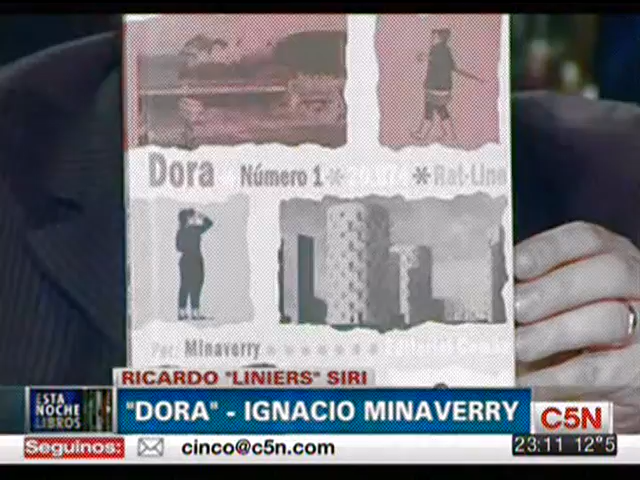 Dora Número 1 * * Rat-Line
Por: Minaverry
RICARDO "LINIERS" SIRI
ESTA NOCHE LIBROS
"DORA" - IGNACIO MINAVERRY
C5N
Seguinos: cinco@c5n.com
23:11 12°5